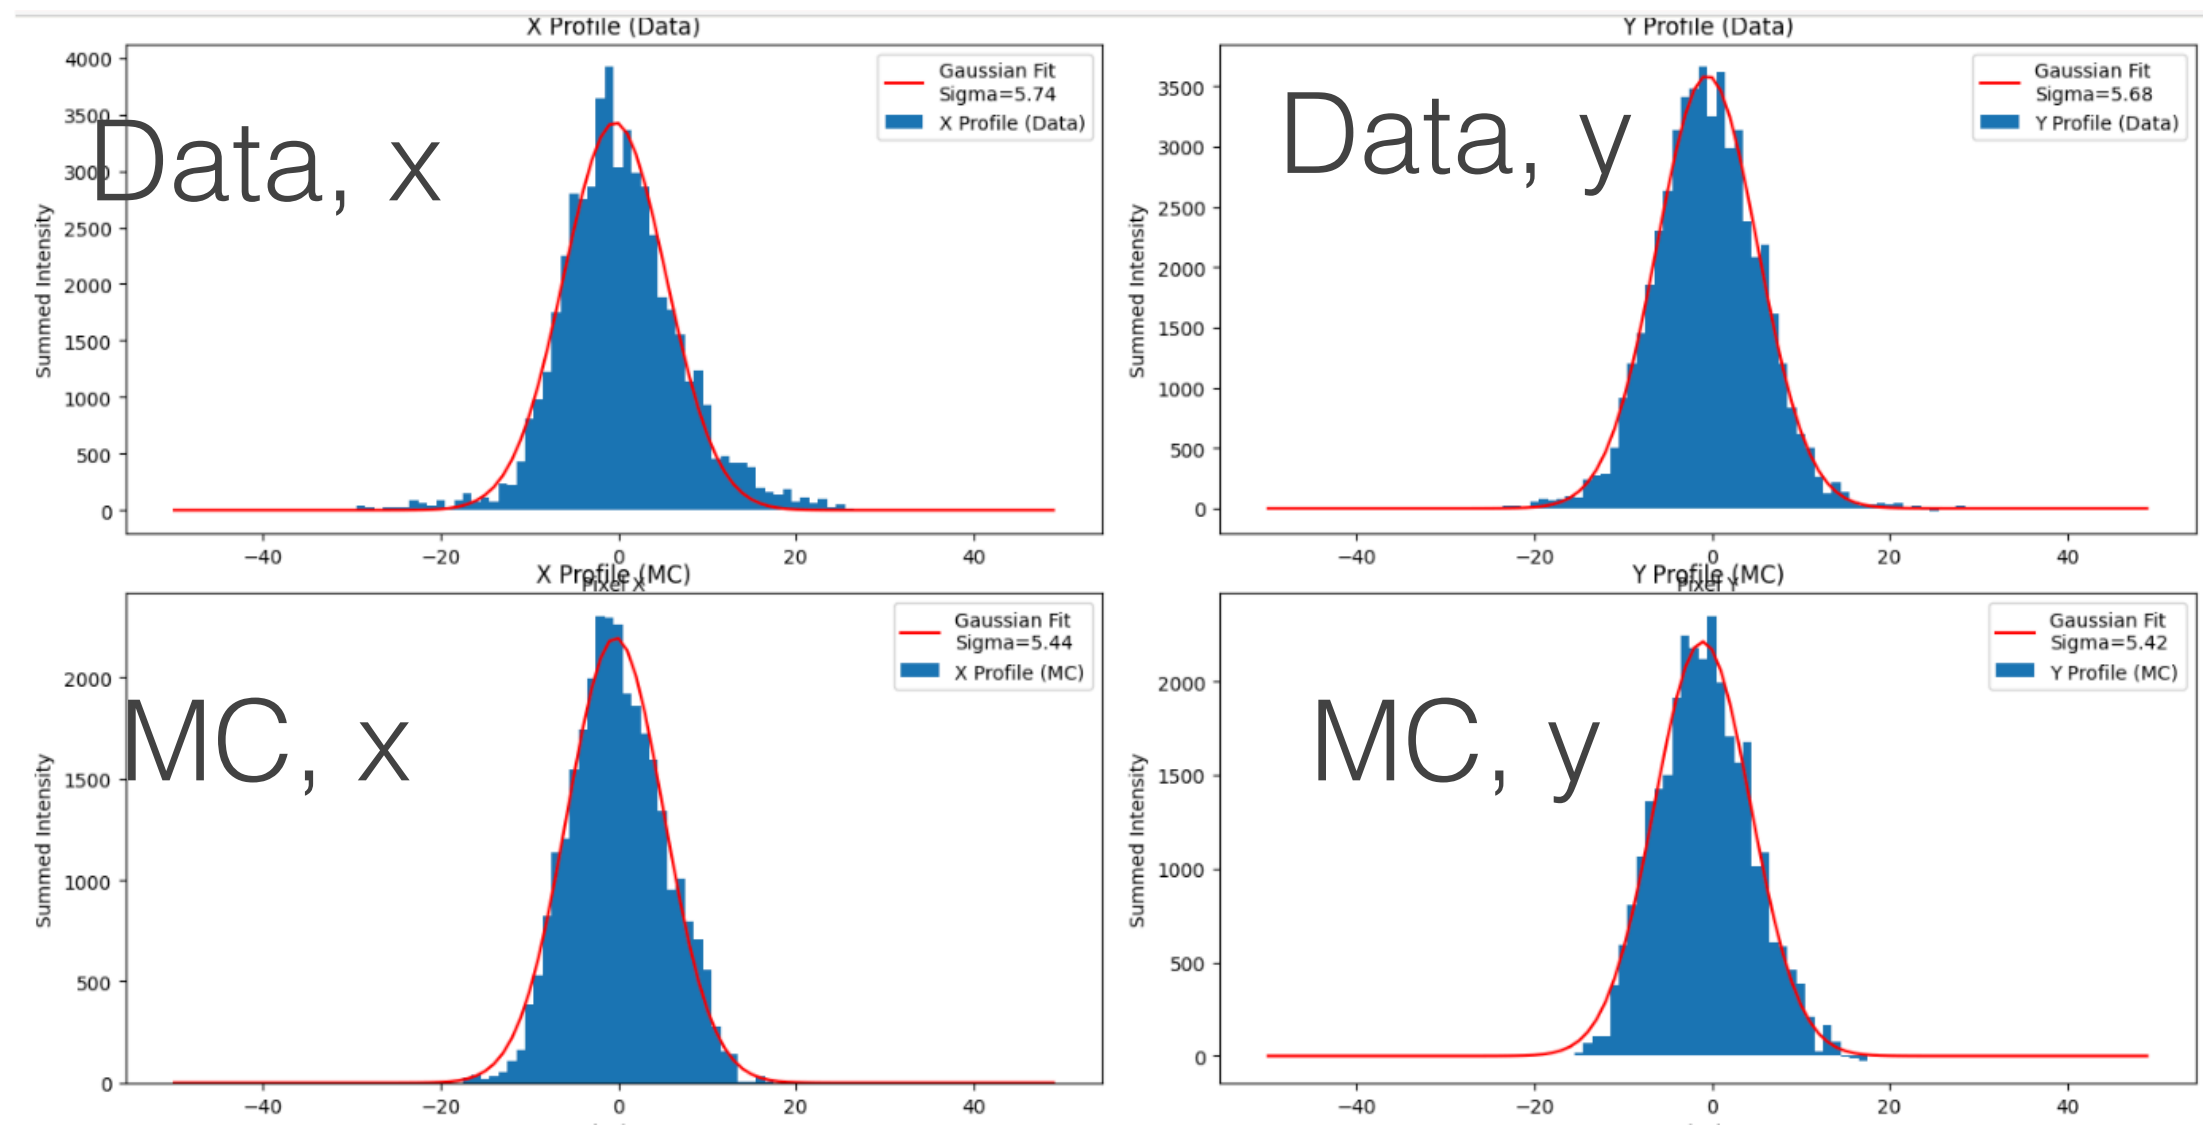 X Profile (Data)
4000
3500
3000
2500
2000
1500
1000
500
0
Summed Intensity
Gaussian Fit
Sigma=5.74
X Profile (Data)
Data, x
−40
−20
0
20
40
Pixel X
Y Profile (Data)
3500
3000
2500
2000
1500
1000
500
0
Summed Intensity
Gaussian Fit
Sigma=5.68
Y Profile (Data)
Data, y
−40
−20
0
20
40
Pixel Y
X Profile (MC)
2000
1500
1000
500
0
Summed Intensity
Gaussian Fit
Sigma=5.44
X Profile (MC)
MC, x
−40
−20
0
20
40
Y Profile (MC)
2000
1500
1000
500
0
Summed Intensity
Gaussian Fit
Sigma=5.42
Y Profile (MC)
MC, y
−40
−20
0
20
40